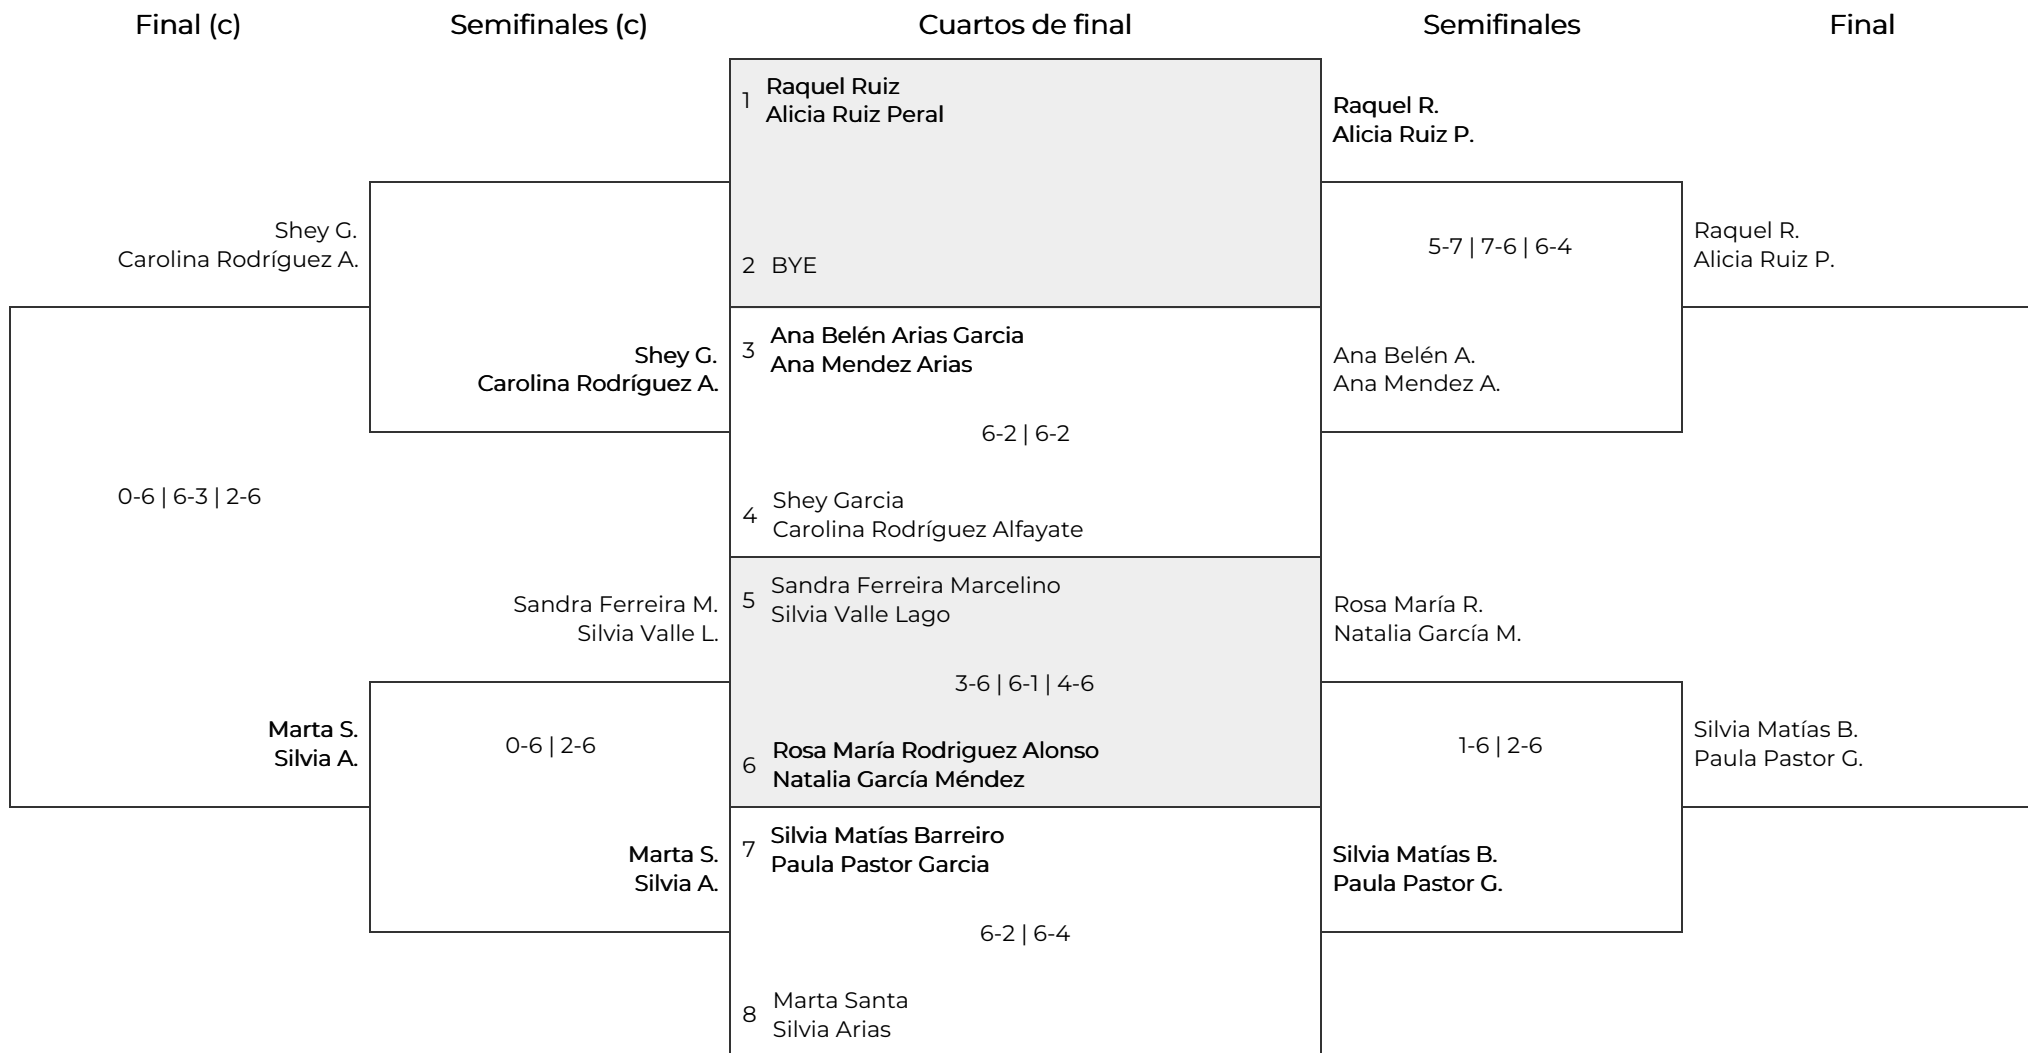 Final (c)
Semifinales (c)
Cuartos de final
Semifinales
Final
Shey G.
Carolina Rodríguez A.
0-6 | 6-3 | 2-6
Marta S.
Silvia A.
Shey G.
Carolina Rodríguez A.
Sandra Ferreira M.
Silvia Valle L.
0-6 | 2-6
Marta S.
Silvia A.
1 Raquel Ruiz
Alicia Ruiz Peral
2 BYE
3 Ana Belén Arias Garcia
Ana Mendez Arias
6-2 | 6-2
4 Shey Garcia
Carolina Rodríguez Alfayate
5 Sandra Ferreira Marcelino
Silvia Valle Lago
3-6 | 6-1 | 4-6
6 Rosa María Rodriguez Alonso
Natalia García Méndez
7 Silvia Matías Barreiro
Paula Pastor Garcia
6-2 | 6-4
8 Marta Santa
Silvia Arias
Raquel R.
Alicia Ruiz P.
5-7 | 7-6 | 6-4
Ana Belén A.
Ana Mendez A.
Rosa María R.
Natalia García M.
1-6 | 2-6
Silvia Matías B.
Paula Pastor G.
Raquel R.
Alicia Ruiz P.
Silvia Matías B.
Paula Pastor G.